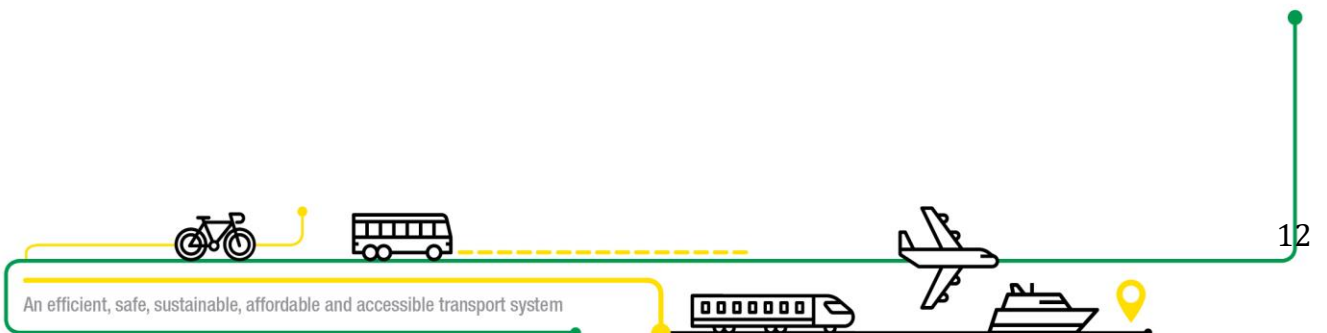 12
An efficient, safe, sustainable, affordable and accessible transport system